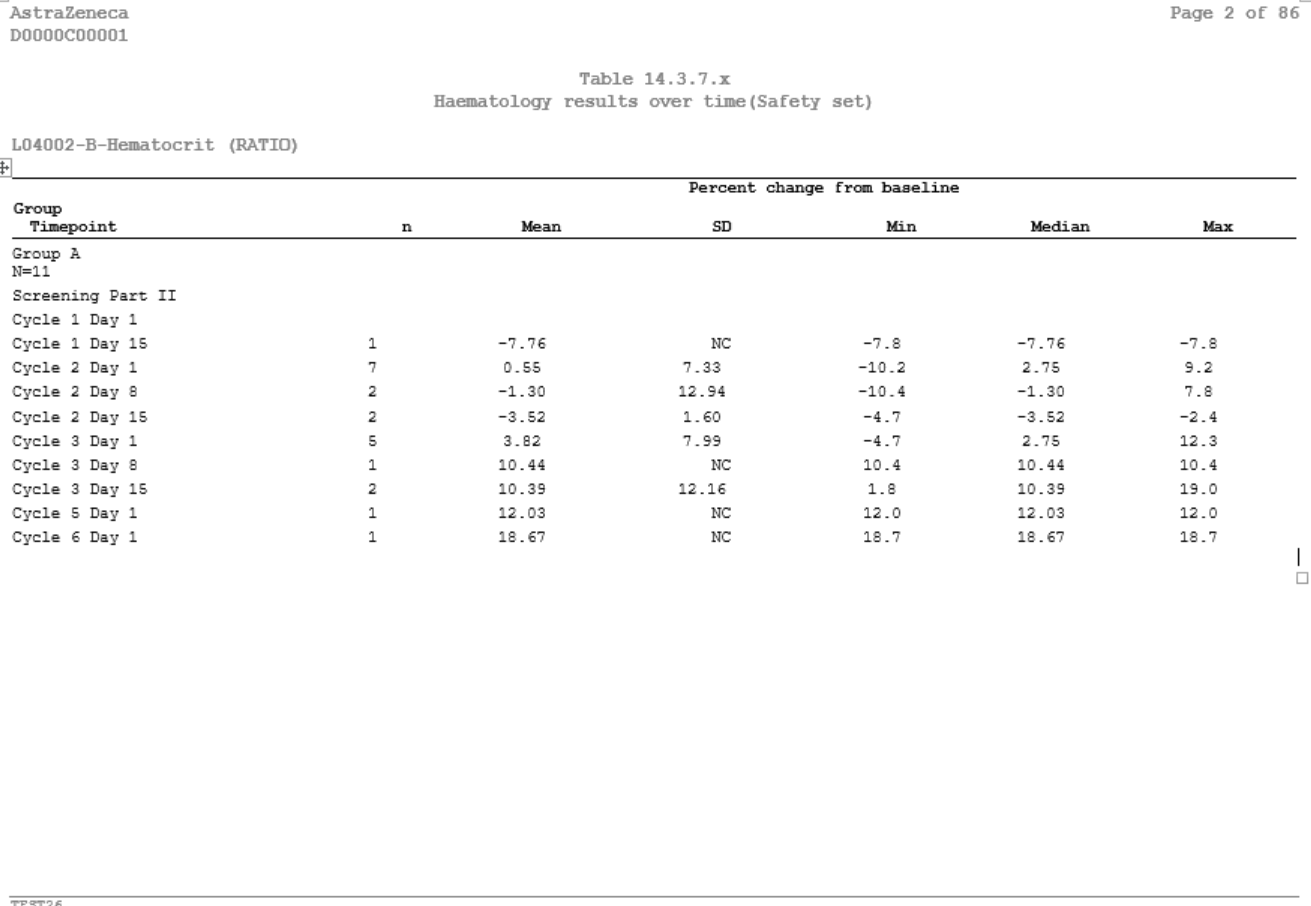 AstraZeneca Page 2 of 86
D0000C00001
Table 14.3.7.x
Haematology results over time(Safety set)
L04002-B-Hematocrit (RATIO)
Percent change from baseline
Group
Timepoint n Mean SD Min Median Max
Group A
N=11
Screening Part II
Cycle 1 Day 1
Cycle 1 Day 15 1 -7.76 NC -7.8 -7.76 -7.8
Cycle 2 Day 1 7 0.55 7.33 -10.2 2.75 9.2
Cycle 2 Day 8 2 -1.30 12.94 -10.4 -1.30 7.8
Cycle 2 Day 15 2 -3.52 1.60 -4.7 -3.52 -2.4
Cycle 3 Day 1 5 3.82 7.99 -4.7 2.75 12.3
Cycle 3 Day 8 1 10.44 NC 10.4 10.44 10.4
Cycle 3 Day 15 2 10.39 12.16 1.8 10.39 19.0
Cycle 5 Day 1 1 12.03 NC 12.0 12.03 12.0
Cycle 6 Day 1 1 18.67 NC 18.7 18.67 18.7